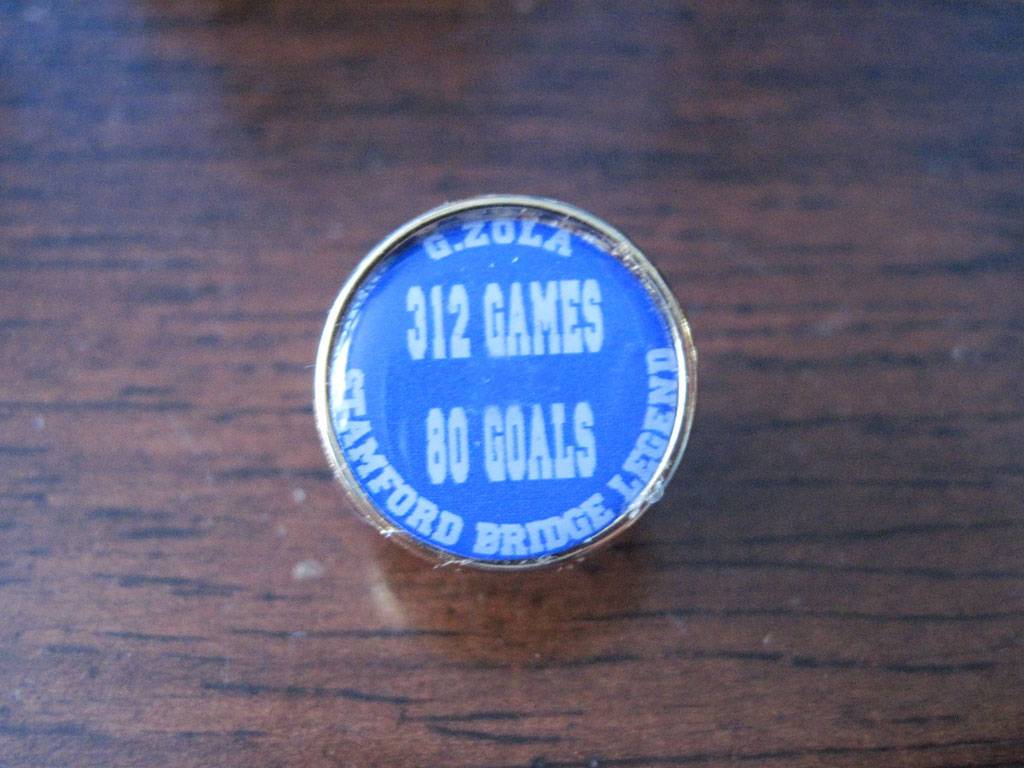 G.ZOLA
312 GAMES
80 GOALS
STAMFORD BRIDGE LEGEND